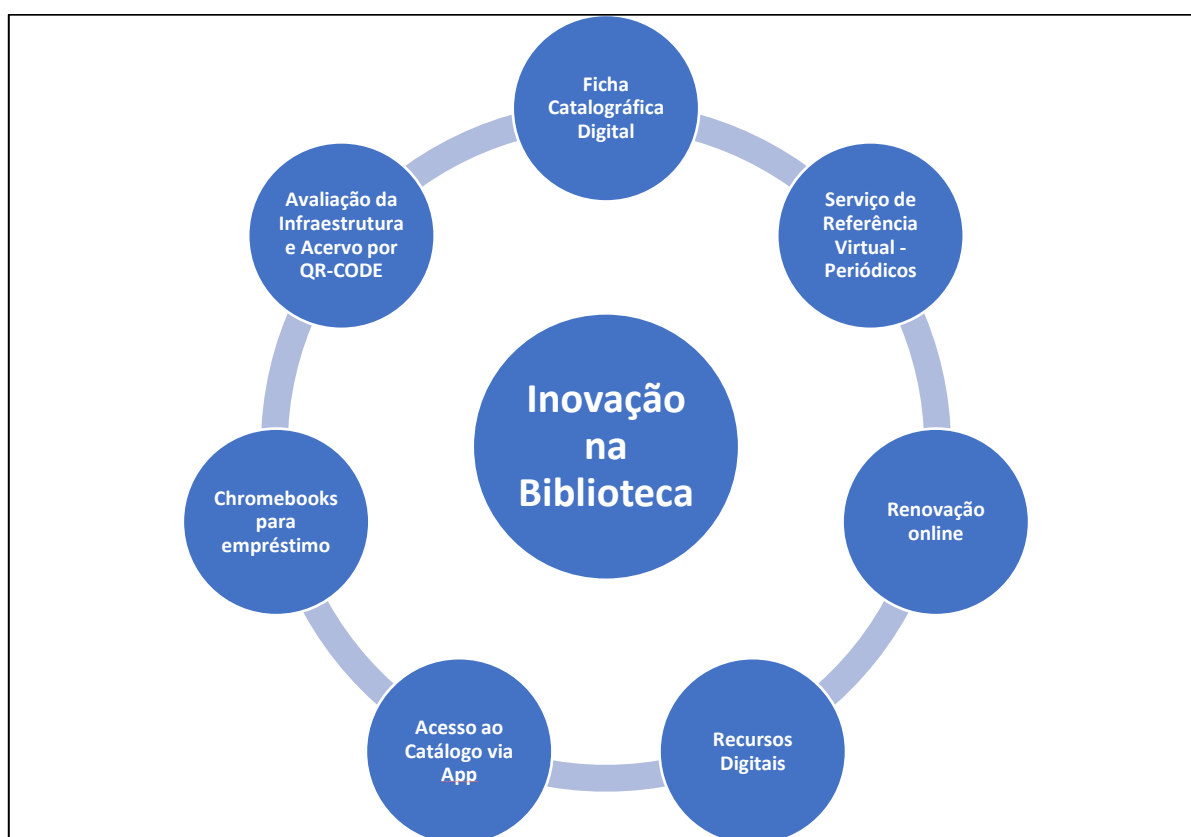 Ficha
Catalográfica
Digital
Serviço de
Referência
Virtual -
Periódicos
Renovação
online
Recursos
Digitais
Acesso ao
Catálogo via
App
Chromebooks
para
empréstimo
Avaliação da
Infraestrutura
e Acervo por
QR-CODE
Inovação
na
Biblioteca